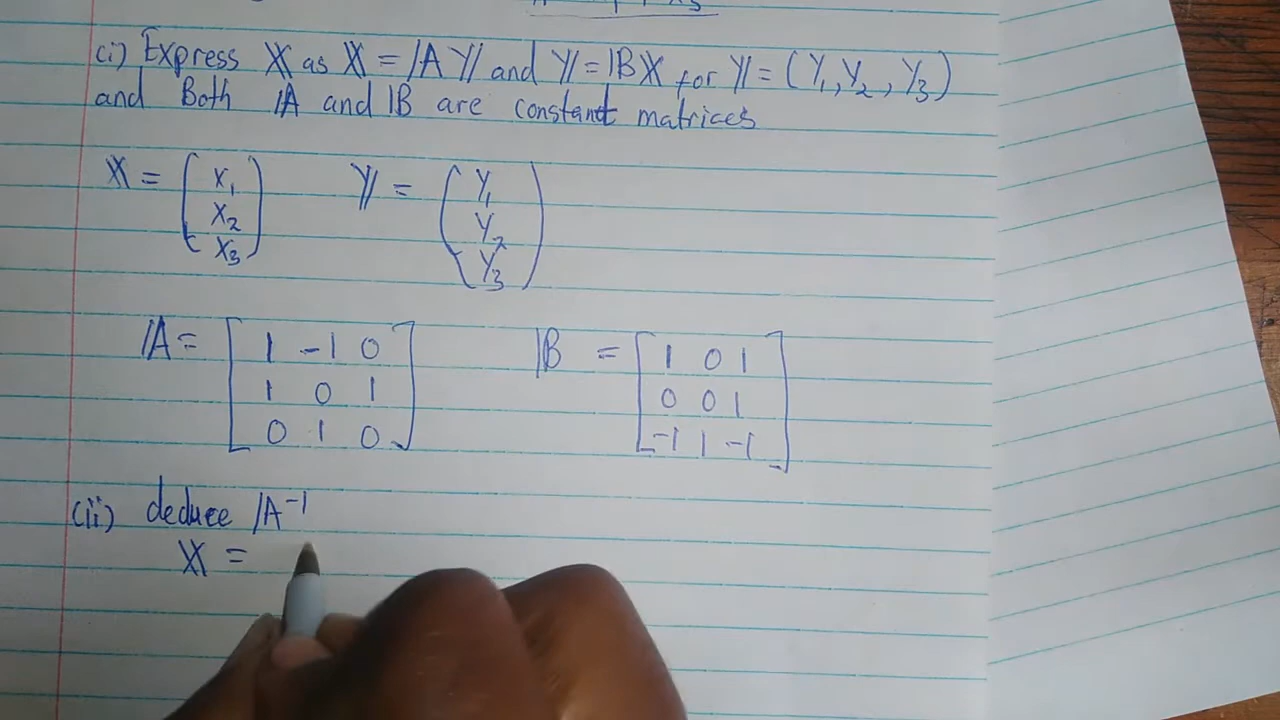 (i) Express X as X = AY and Y = BX for Y = (Y₁, Y₂, Y₃)
and Both A and B are constant matrices
X = ( X₁ Y = ( Y₁
X₂ Y₂
X₃ ) Y₃ )
A = [ 1 -1 0 B = [ 1 0 1
1 0 1 0 0 1
0 1 0 ] -1 1 -1 ]
(ii) deduce A⁻¹
X =